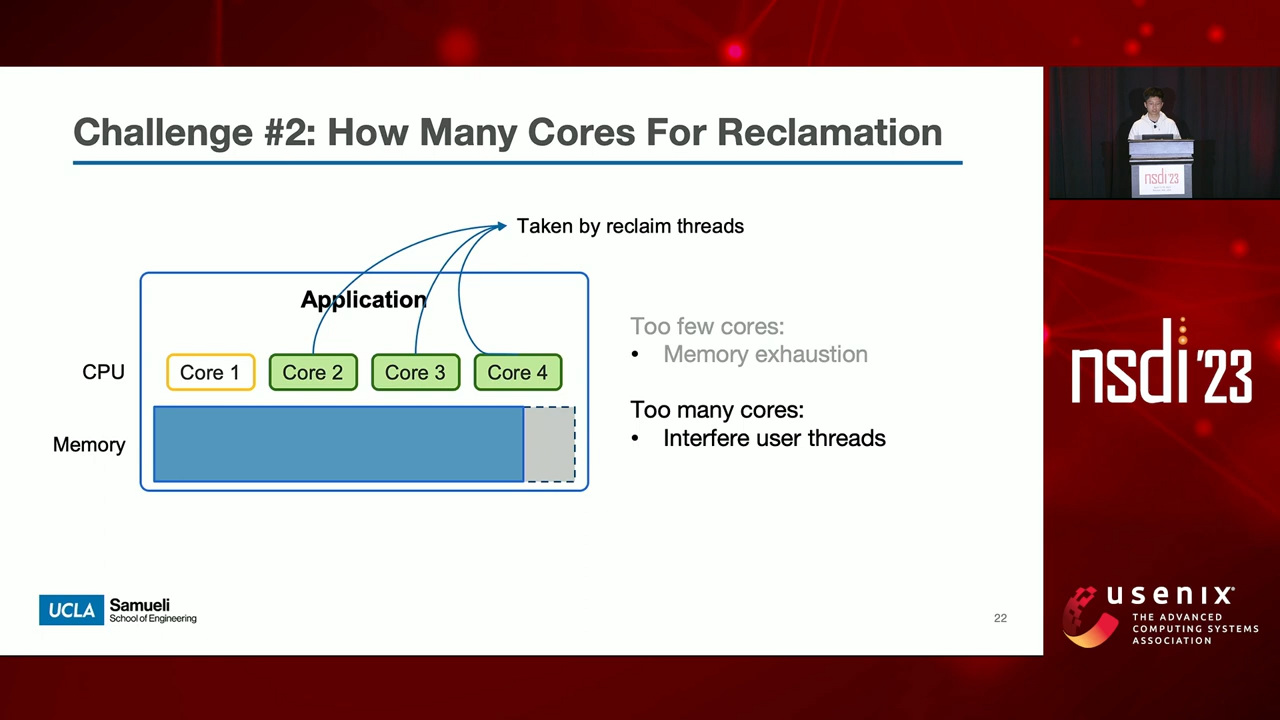 Challenge #2: How Many Cores For Reclamation
Taken by reclaim threads
Application
CPU
Core 1
Core 2
Core 3
Core 4
Memory
Too few cores:
• Memory exhaustion
Too many cores:
• Interfere user threads
UCLA
Samueli
School of Engineering
22
nsdi'23
nsdi'23
usenix®
THE ADVANCED
COMPUTING SYSTEMS
ASSOCIATION